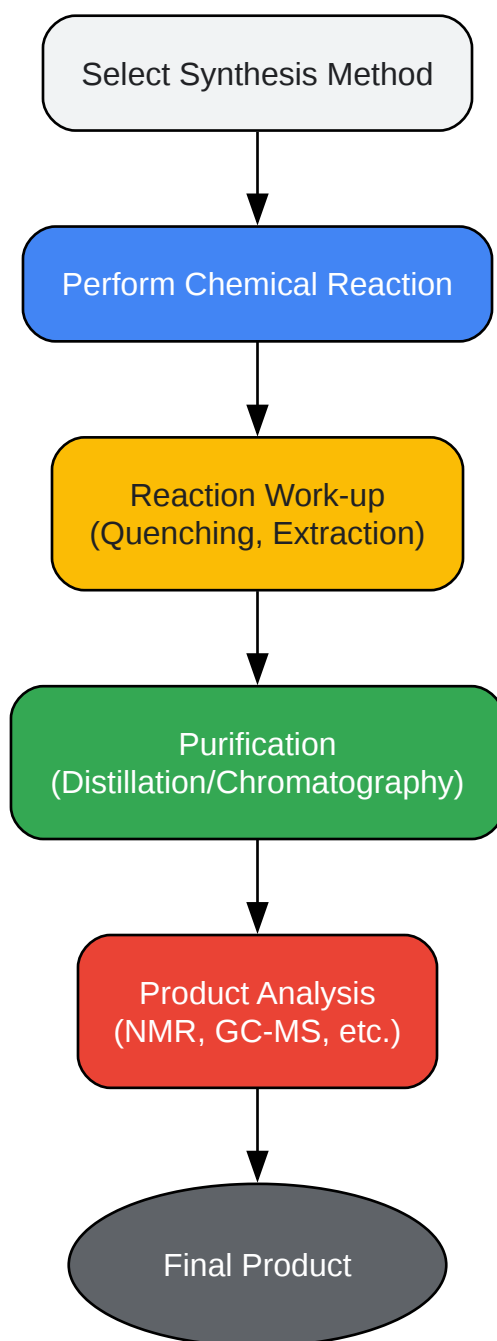 Select Synthesis Method
Perform Chemical Reaction
Reaction Work-up
(Quenching, Extraction)
Purification
(Distillation/Chromatography)
Product Analysis
(NMR, GC-MS, etc.)
Final Product